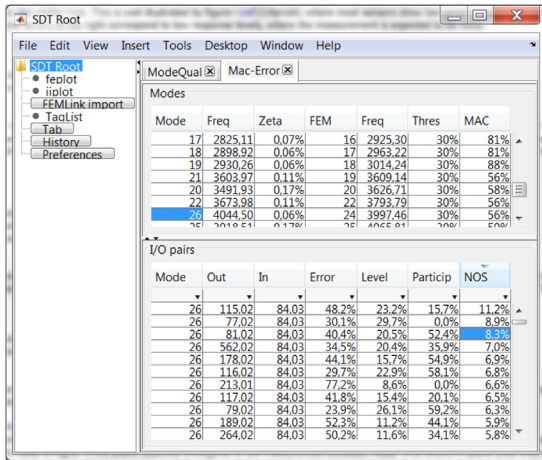 SDT Root
File Edit View Insert Tools Desktop Window Help
SDT Root
feplot
iiplot
FEMLink import
TagList
Tab
History
Preferences
ModeQual Mac-Error
Modes
Mode Freq Zeta FEM Freq Thres MAC
17 2825,11 0,07% 16 2925,30 30% 81%
18 2898,92 0,06% 17 2963,22 30% 81%
19 2930,26 0,06% 18 3014,24 30% 88%
21 3603,97 0,11% 19 3609,14 30% 56%
20 3491,93 0,17% 20 3626,71 30% 58%
22 3673,98 0,11% 22 3793,79 30% 56%
26 4044,50 0,06% 24 3997,46 30% 56%
I/O pairs
Mode Out In Error Level Particip NOS
26 115,02 84,03 48,2% 23,2% 15,7% 11,2%
26 77,02 84,03 30,1% 29,7% 0,0% 8,9%
26 81,02 84,03 40,4% 20,5% 52,4% 8,3%
26 562,02 84,03 34,5% 20,4% 35,9% 7,0%
26 178,02 84,03 44,1% 15,7% 54,9% 6,9%
26 116,02 84,03 29,7% 22,9% 58,1% 6,8%
26 213,01 84,03 77,2% 8,6% 0,0% 6,6%
26 117,02 84,03 41,8% 15,4% 20,1% 6,5%
26 79,02 84,03 23,9% 26,1% 59,2% 6,3%
26 189,02 84,03 52,3% 11,2% 44,1% 5,9%
26 264,02 84,03 50,2% 11,6% 34,1% 5,8%